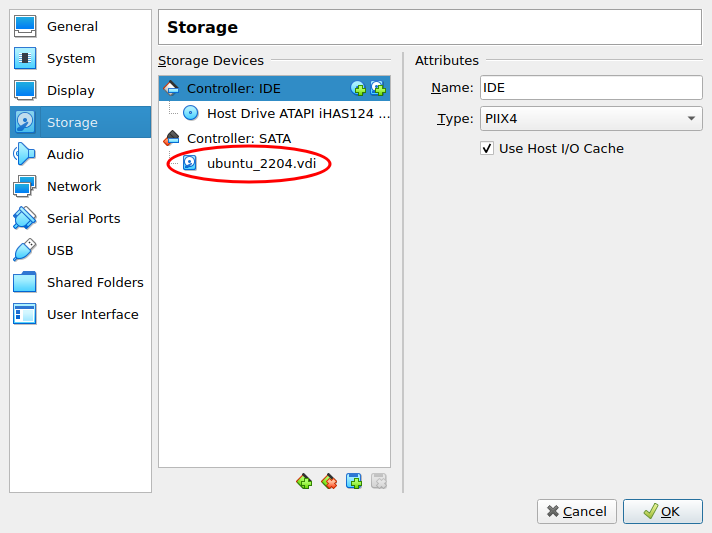 General
System
Display
Storage
Audio
Network
Serial Ports
USB
Shared Folders
User Interface
Storage
Storage Devices
Controller: IDE
Host Drive ATAPI iHAS124 ...
Controller: SATA
ubuntu_2204.vdi
Attributes
Name: IDE
Type: PIIX4
Use Host I/O Cache
Cancel
OK